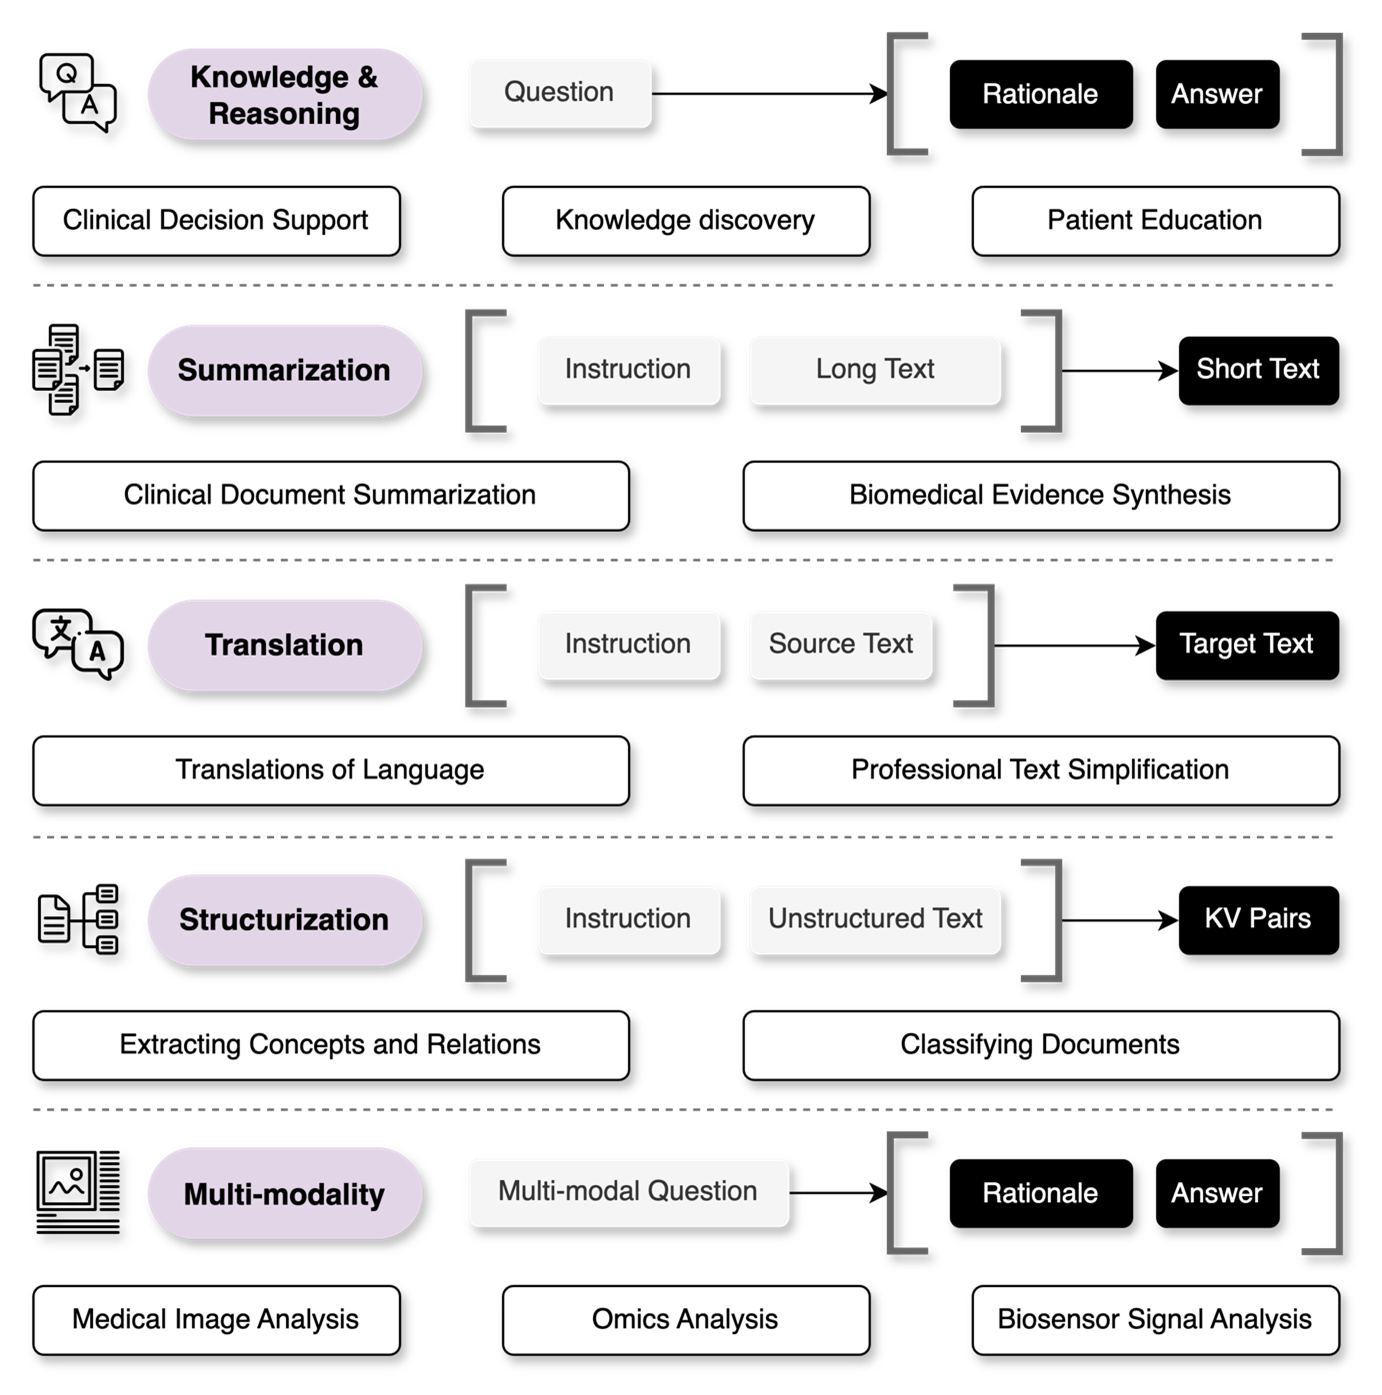 Q
A
Knowledge &
Reasoning
Question
Rationale
Answer
Clinical Decision Support
Knowledge discovery
Patient Education
Summarization
Instruction
Long Text
Short Text
Clinical Document Summarization
Biomedical Evidence Synthesis
文
A
Translation
Instruction
Source Text
Target Text
Translations of Language
Professional Text Simplification
Structurization
Instruction
Unstructured Text
KV Pairs
Extracting Concepts and Relations
Classifying Documents
Multi-modality
Multi-modal Question
Rationale
Answer
Medical Image Analysis
Omics Analysis
Biosensor Signal Analysis